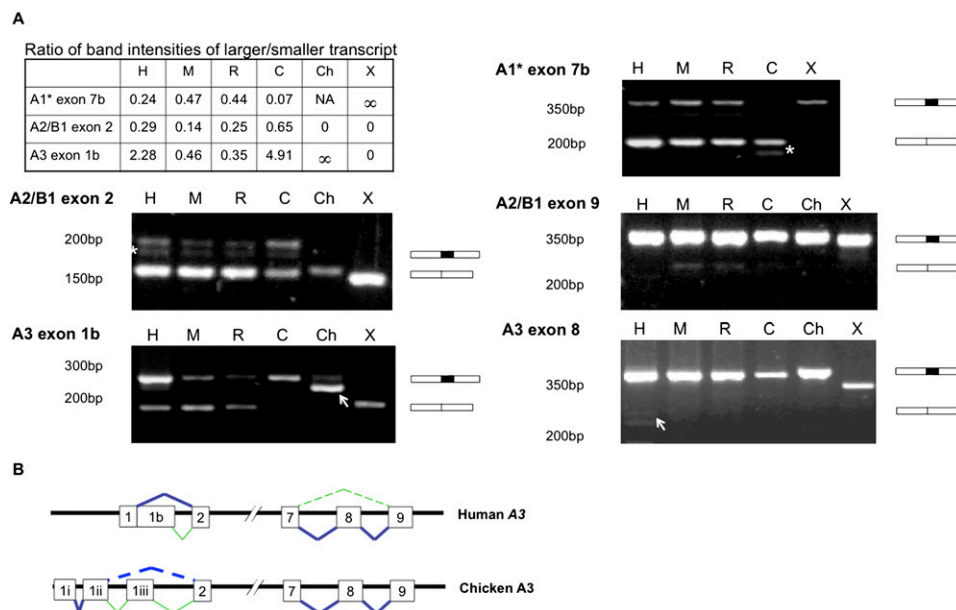 A
Ratio of band intensities of larger/smaller transcript
H M R C Ch X
A1* exon 7b 0.24 0.47 0.44 0.07 NA ∞
A2/B1 exon 2 0.29 0.14 0.25 0.65 0 0
A3 exon 1b 2.28 0.46 0.35 4.91 ∞ 0
A1* exon 7b
H M R C X
350bp
200bp
*
A2/B1 exon 2
H M R C Ch X
200bp
*
150bp
A2/B1 exon 9
H M R C Ch X
350bp
200bp
A3 exon 1b
H M R C Ch X
300bp
200bp
A3 exon 8
H M R C Ch X
350bp
200bp
B
1 1b 2 7 8 9 Human A3
1i 1ii 1iii 2 7 8 9 Chicken A3